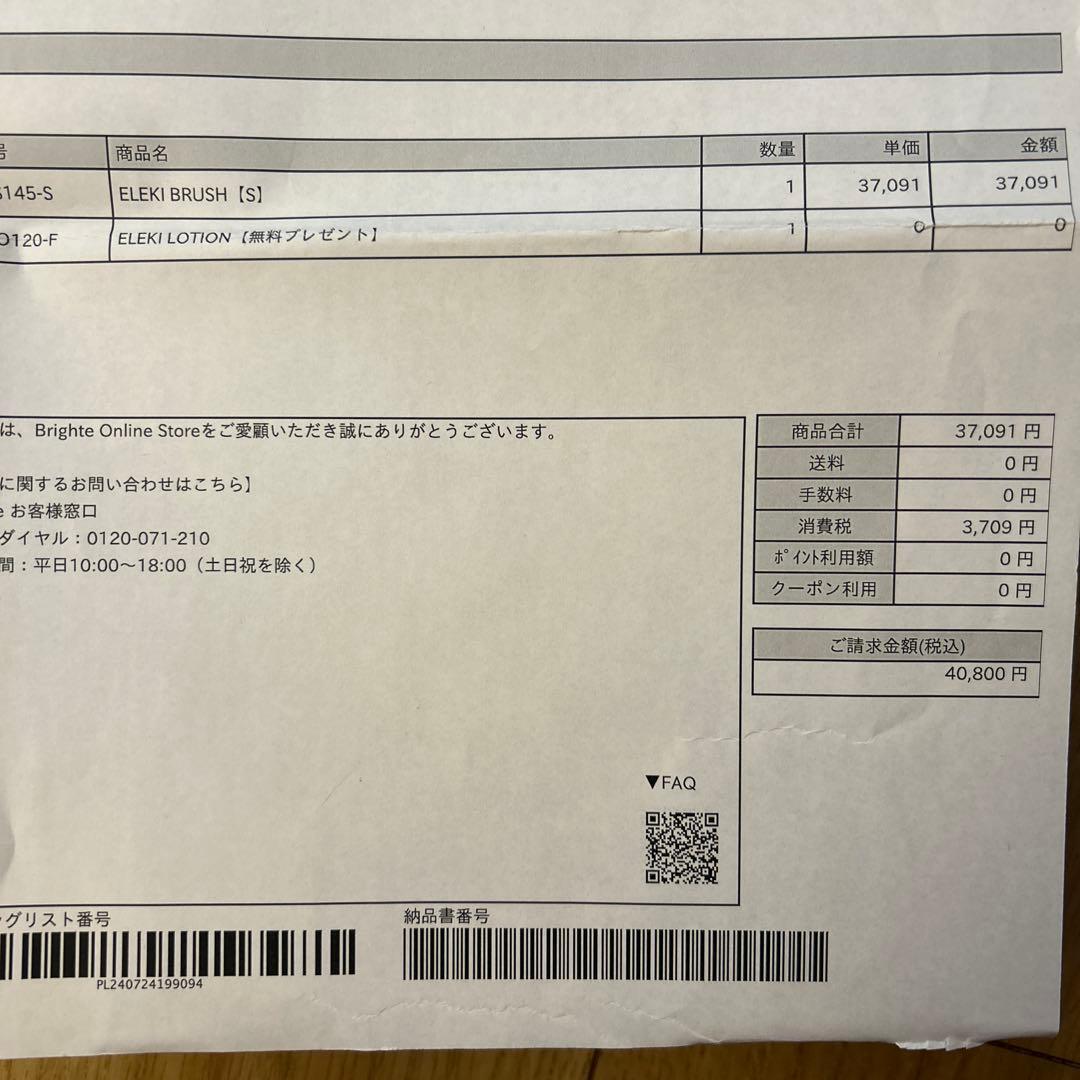 号 商品名 数量 単価 金額
S145-S ELEKI BRUSH【S】 1 37,091 37,091
O120-F ELEKI LOTION【無料プレゼント】 1 0 0
は、Brighte Online Storeをご愛顧いただき誠にありがとうございます。
に関するお問い合わせはこちら】
e お客様窓口
ダイヤル：0120-071-210
間：平日10:00〜18:00（土日祝を除く）
商品合計 37,091 円
送料 0 円
手数料 0 円
消費税 3,709 円
ﾎﾟｲﾝﾄ利用額 0 円
クーポン利用 0 円
ご請求金額(税込)
40,800 円
▼FAQ
グリスト番号
PL240724199094
納品書番号